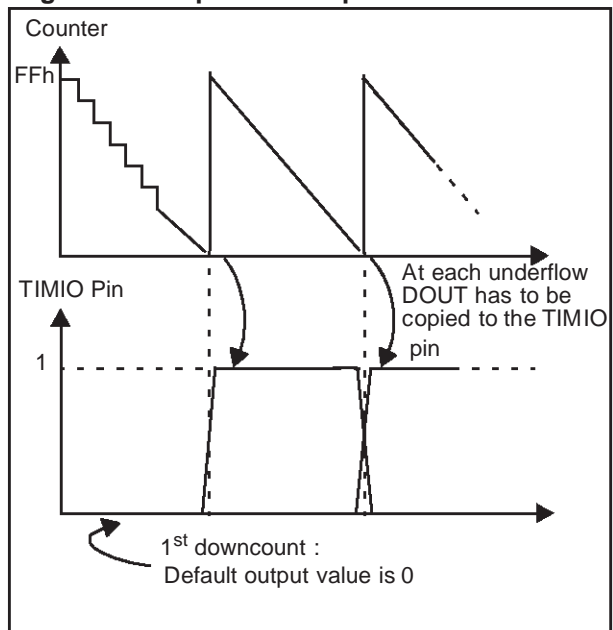 Counter
FFh
At each underflow
DOUT has to be
copied to the TIMIO
pin
TIMIO Pin
1
1st downcount :
Default output value is 0